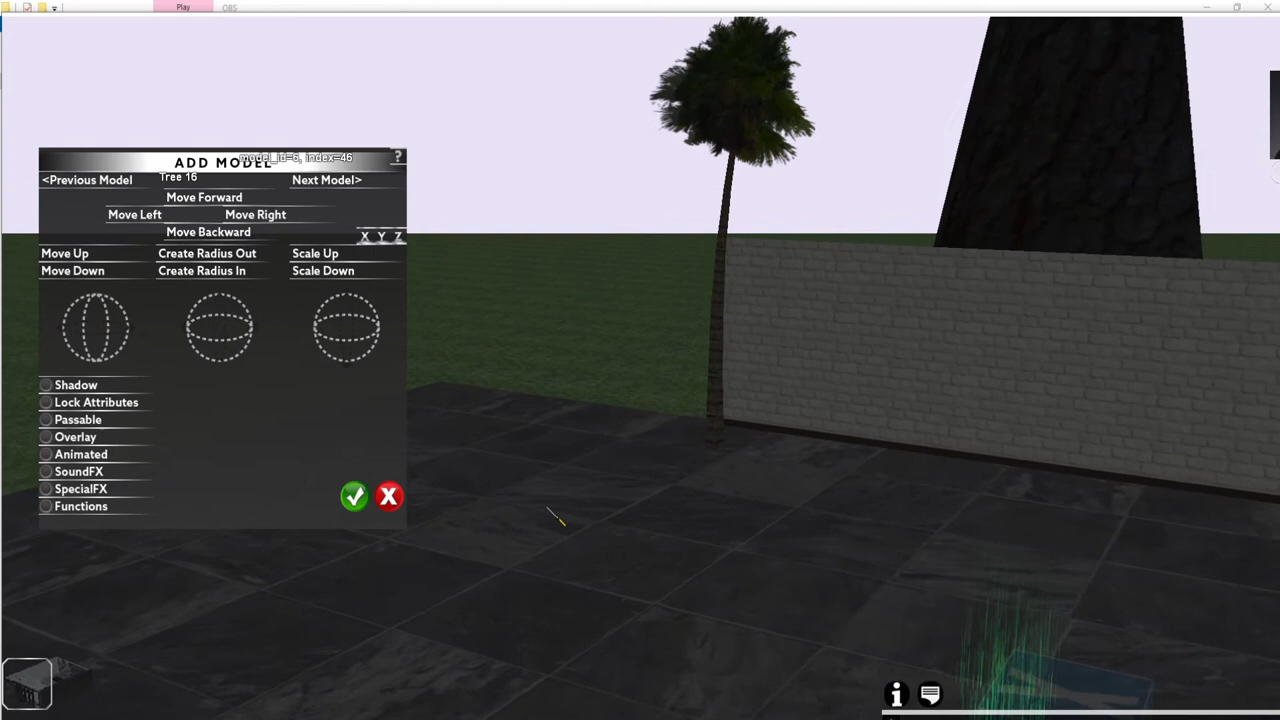 Play
OBS
ADD MODEL
model_id=6, index=46
?
<Previous Model
Tree 16
Next Model>
Move Forward
Move Left
Move Right
Move Backward
X Y Z
Move Up
Create Radius Out
Scale Up
Move Down
Create Radius In
Scale Down
Shadow
Lock Attributes
Passable
Overlay
Animated
SoundFX
SpecialFX
Functions